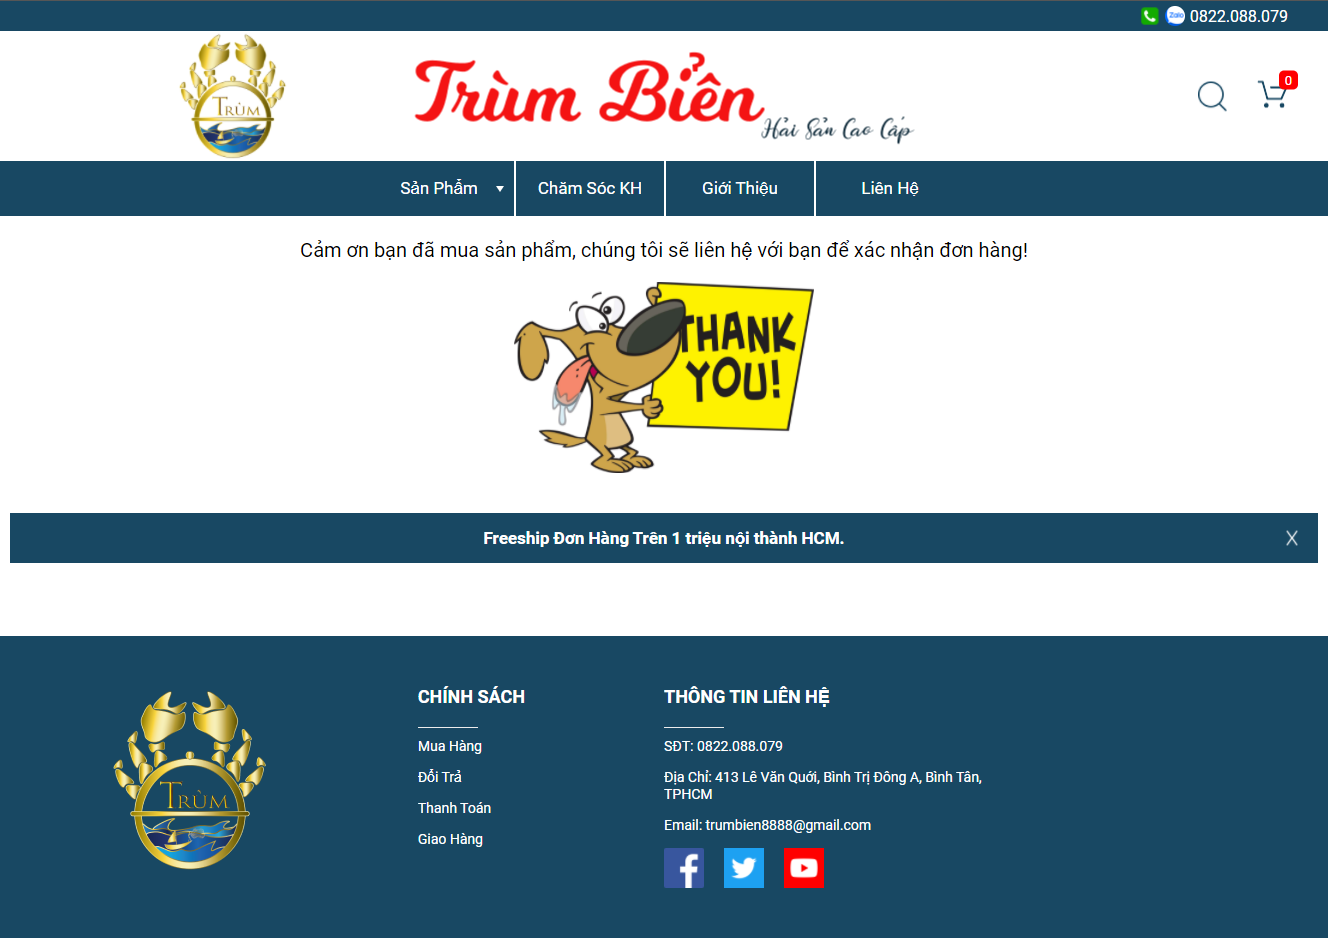 Zalo 0822.088.079
TRÙM
Trùm Biển
Hải Sản Cao Cấp
0
Sản Phẩm
Chăm Sóc KH
Giới Thiệu
Liên Hệ
Cảm ơn bạn đã mua sản phẩm, chúng tôi sẽ liên hệ với bạn để xác nhận đơn hàng!
THANK
YOU!
Freeship Đơn Hàng Trên 1 triệu nội thành HCM.
X
TRÙM
CHÍNH SÁCH
Mua Hàng
Đổi Trả
Thanh Toán
Giao Hàng
THÔNG TIN LIÊN HỆ
SĐT: 0822.088.079
Địa Chỉ: 413 Lê Văn Quới, Bình Trị Đông A, Bình Tân,
TPHCM
Email: trumbien8888@gmail.com